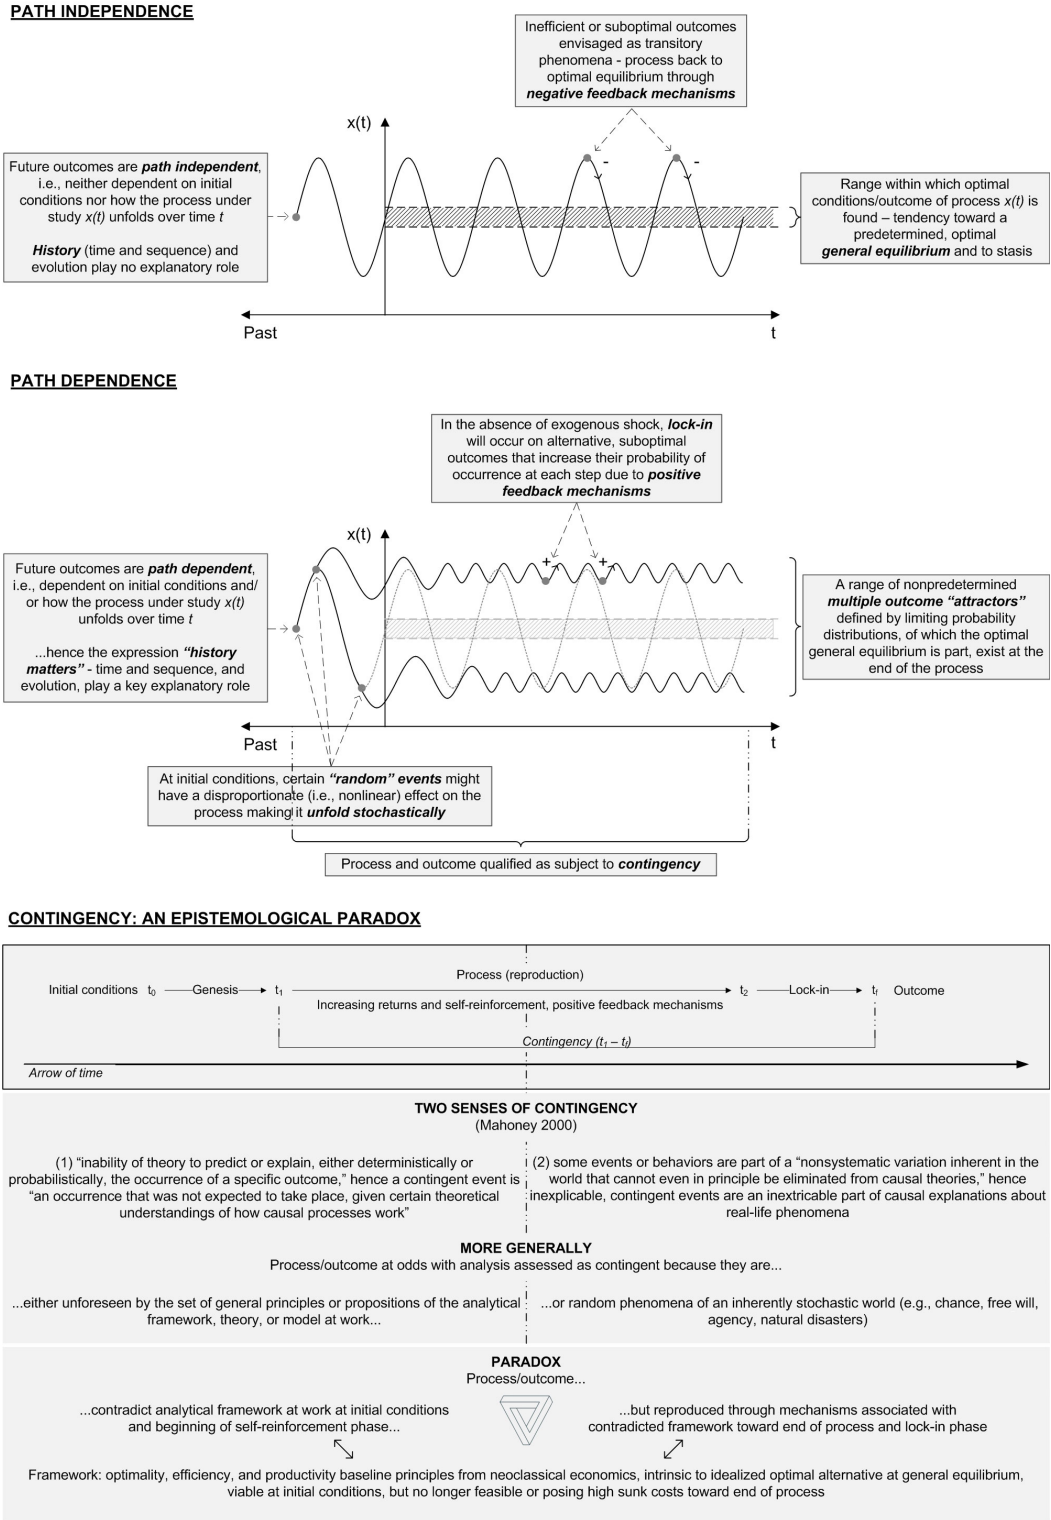 PATH INDEPENDENCE
Inefficient or suboptimal outcomes
envisaged as transitory
phenomena - process back to
optimal equilibrium through
negative feedback mechanisms
x(t)
Future outcomes are path independent,
i.e., neither dependent on initial
conditions nor how the process under
study x(t) unfolds over time t
History (time and sequence) and
evolution play no explanatory role
-
-
Range within which optimal
conditions/outcome of process x(t) is
found – tendency toward a
predetermined, optimal
general equilibrium and to stasis
Past
t
PATH DEPENDENCE
In the absence of exogenous shock, lock-in
will occur on alternative, suboptimal
outcomes that increase their probability of
occurrence at each step due to positive
feedback mechanisms
x(t)
Future outcomes are path dependent,
i.e., dependent on initial conditions and/
or how the process under study x(t)
unfolds over time t
...hence the expression “history
matters” - time and sequence, and
evolution, play a key explanatory role
+
+
A range of nonpredetermined
multiple outcome “attractors”
defined by limiting probability
distributions, of which the optimal
general equilibrium is part, exist at the
end of the process
Past
t
At initial conditions, certain “random” events might
have a disproportionate (i.e., nonlinear) effect on the
process making it unfold stochastically
Process and outcome qualified as subject to contingency
CONTINGENCY: AN EPISTEMOLOGICAL PARADOX
Process (reproduction)
Initial conditions t0 Genesis t1 t2 Lock-in tf Outcome
Increasing returns and self-reinforcement, positive feedback mechanisms
Contingency (t1 – tf)
Arrow of time
TWO SENSES OF CONTINGENCY
(Mahoney 2000)
(1) “inability of theory to predict or explain, either deterministically or
probabilistically, the occurrence of a specific outcome,” hence a contingent event is
“an occurrence that was not expected to take place, given certain theoretical
understandings of how causal processes work”
(2) some events or behaviors are part of a “nonsystematic variation inherent in the
world that cannot even in principle be eliminated from causal theories,” hence
inexplicable, contingent events are an inextricable part of causal explanations about
real-life phenomena
MORE GENERALLY
Process/outcome at odds with analysis assessed as contingent because they are...
...either unforeseen by the set of general principles or propositions of the analytical
framework, theory, or model at work...
...or random phenomena of an inherently stochastic world (e.g., chance, free will,
agency, natural disasters)
PARADOX
Process/outcome...
...contradict analytical framework at work at initial conditions
and beginning of self-reinforcement phase...
...but reproduced through mechanisms associated with
contradicted framework toward end of process and lock-in phase
Framework: optimality, efficiency, and productivity baseline principles from neoclassical economics, intrinsic to idealized optimal alternative at general equilibrium,
viable at initial conditions, but no longer feasible or posing high sunk costs toward end of process